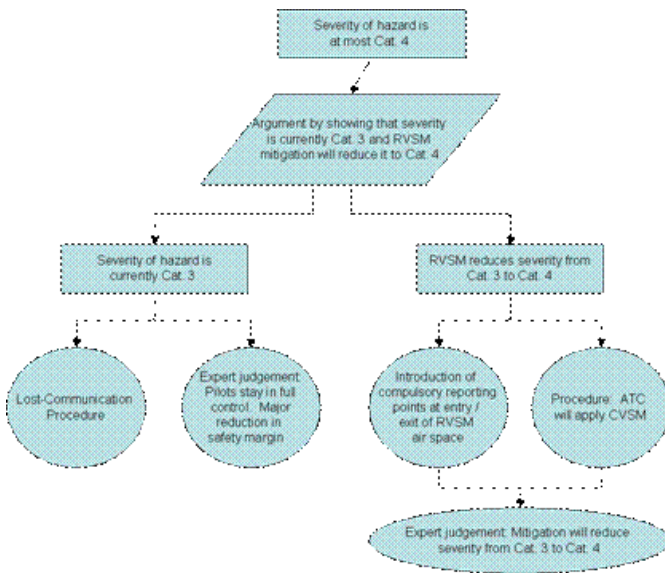 Severity of hazard is
at most Cat. 4
Argument by showing that severity
is currently Cat. 3 and RVSM
mitigation will reduce it to Cat. 4
Severity of hazard is
currently Cat. 3
RVSM reduces severity from
Cat. 3 to Cat. 4
Lost-Communication
Procedure
Expert judgement:
Pilots stay in full
control. Major
reduction in
safety margin
Introduction of
compulsory reporting
points at entry /
exit of RVSM
air space
Procedure: ATC
will apply CVSM
Expert judgement: Mitigation will reduce
severity from Cat. 3 to Cat. 4